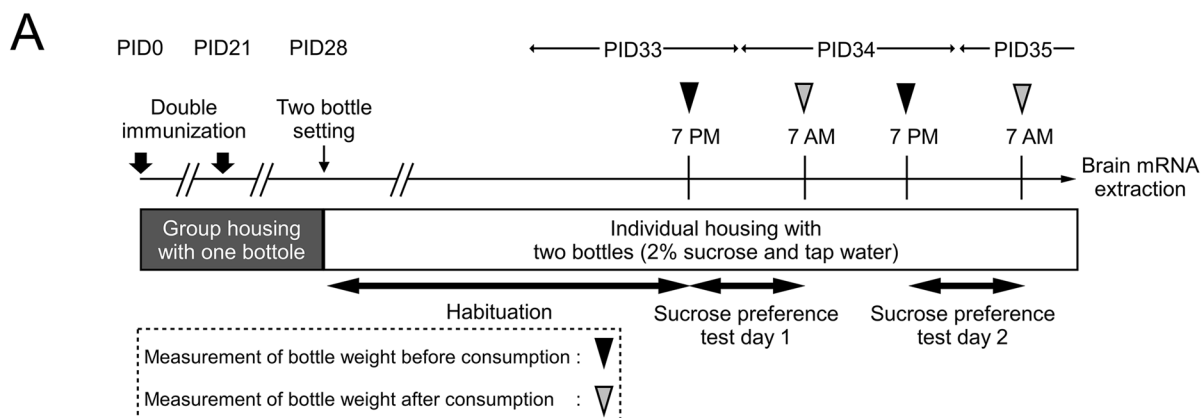 A
PID0 PID21 PID28 PID33 PID34 PID35
Double
immunization
Two bottle
setting
7 PM 7 AM 7 PM 7 AM
Brain mRNA
extraction
Group housing
with one bottole
Individual housing with
two bottles (2% sucrose and tap water)
Habituation
Sucrose preference
test day 1
Sucrose preference
test day 2
Measurement of bottle weight before consumption :
Measurement of bottle weight after consumption :